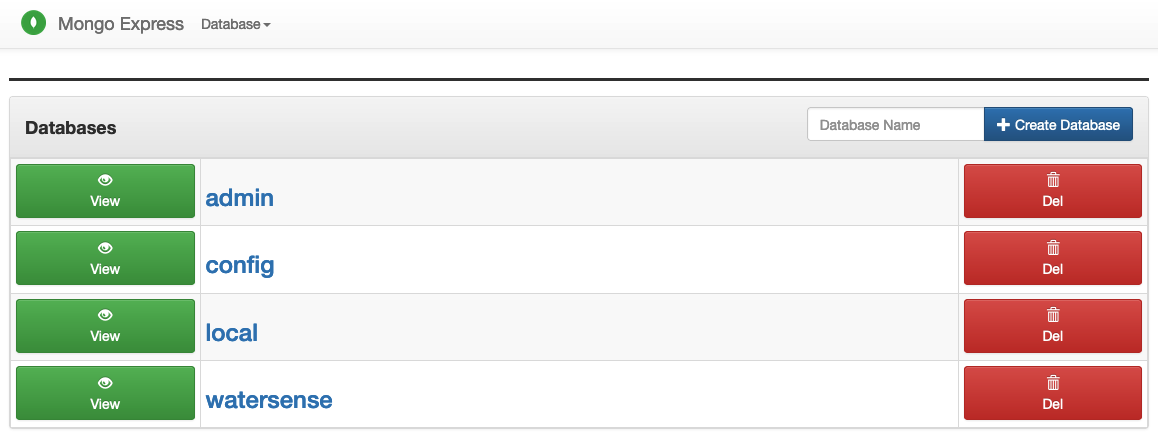 Mongo Express Database
Databases
Database Name
Create Database
View
admin
Del
View
config
Del
View
local
Del
View
watersense
Del